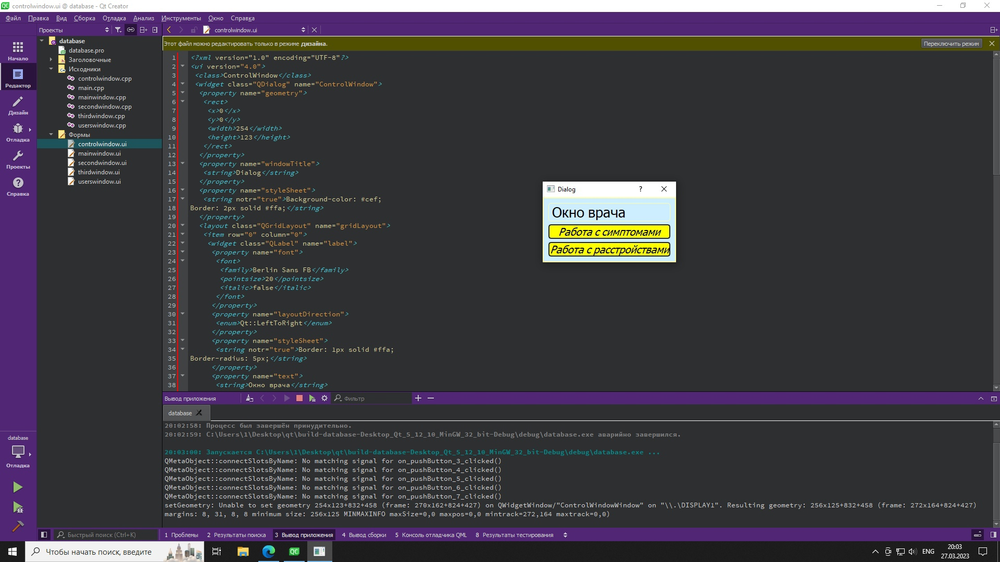 controlwindow.ui @ database - Qt Creator
Файл Правка Вид Сборка Отладка Анализ Инструменты Окно Справка
Проекты
controlwindow.ui
Этот файл можно редактировать только в режиме дизайна.
Переключить режим
Начало
Редактор
Дизайн
Отладка
Проекты
Справка
database
database.pro
Заголовочные
Исходники
controlwindow.cpp
main.cpp
mainwindow.cpp
secondwindow.cpp
thirdwindow.cpp
userswindow.cpp
Формы
controlwindow.ui
mainwindow.ui
secondwindow.ui
thirdwindow.ui
userswindow.ui
1 <?xml version="1.0" encoding="UTF-8"?>
2 <ui version="4.0">
3 <class>ControlWindow</class>
4 <widget class="QDialog" name="ControlWindow">
5 <property name="geometry">
6 <rect>
7 <x>0</x>
8 <y>0</y>
9 <width>254</width>
10 <height>123</height>
11 </rect>
12 </property>
13 <property name="windowTitle">
14 <string>Dialog</string>
15 </property>
16 <property name="styleSheet">
17 <string notr="true">Background-color: #cef;
18 Border: 2px solid #ffa;</string>
19 </property>
20 <layout class="QGridLayout" name="gridLayout">
21 <item row="0" column="0">
22 <widget class="QLabel" name="label">
23 <property name="font">
24 <font>
25 <family>Berlin Sans FB</family>
26 <pointsize>20</pointsize>
27 <italic>false</italic>
28 </font>
29 </property>
30 <property name="layoutDirection">
31 <enum>Qt::LeftToRight</enum>
32 </property>
33 <property name="styleSheet">
34 <string notr="true">Border: 1px solid #ffa;
35 Border-radius: 5px;</string>
36 </property>
37 <property name="text">
38 <string>Окно врача</string>
Dialog
?
Окно врача
Работа с симптомами
Работа с расстройствами
Вывод приложения
Фильтр
database
20:02:58: Процесс был завершён принудительно.
20:02:59: C:\Users\1\Desktop\qt\build-database-Desktop_Qt_5_12_10_MinGW_32_bit-Debug\debug\database.exe аварийно завершился.
20:03:00: Запускается C:\Users\1\Desktop\qt\build-database-Desktop_Qt_5_12_10_MinGW_32_bit-Debug\debug\database.exe ...
QMetaObject::connectSlotsByName: No matching signal for on_pushButton_3_clicked()
QMetaObject::connectSlotsByName: No matching signal for on_pushButton_4_clicked()
QMetaObject::connectSlotsByName: No matching signal for on_pushButton_5_clicked()
QMetaObject::connectSlotsByName: No matching signal for on_pushButton_6_clicked()
QMetaObject::connectSlotsByName: No matching signal for on_pushButton_7_clicked()
setGeometry: Unable to set geometry 254x123+832+458 (frame: 270x162+824+427) on QWidgetWindow/"ControlWindowWindow" on "\\.\DISPLAY1". Resulting geometry: 256x125+832+458 (frame: 272x164+824+427)
margins: 8, 31, 8, 8 minimum size: 256x125 MINMAXINFO maxSize=0,0 maxpos=0,0 mintrack=272,164 maxtrack=0,0)
database
Отладка
Быстрый поиск (Ctrl+K)
1 Проблемы 2 Результаты поиска 3 Вывод приложения 4 Вывод сборки 5 Консоль отладчика QML 8 Результаты тестирования
Чтобы начать поиск, введите
QC
ENG
20:03
27.03.2023